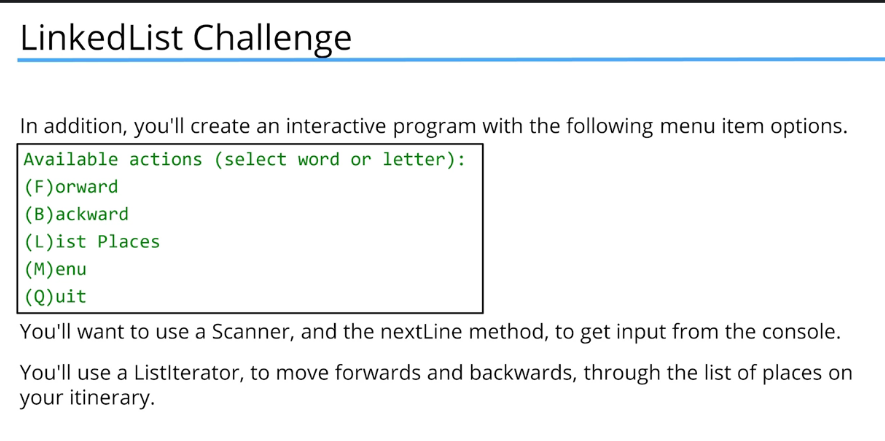 LinkedList Challenge
In addition, you'll create an interactive program with the following menu item options.
Available actions (select word or letter):
(F)orward
(B)ackward
(L)ist Places
(M)enu
(Q)uit
You'll want to use a Scanner, and the nextLine method, to get input from the console.
You'll use a ListIterator, to move forwards and backwards, through the list of places on
your itinerary.